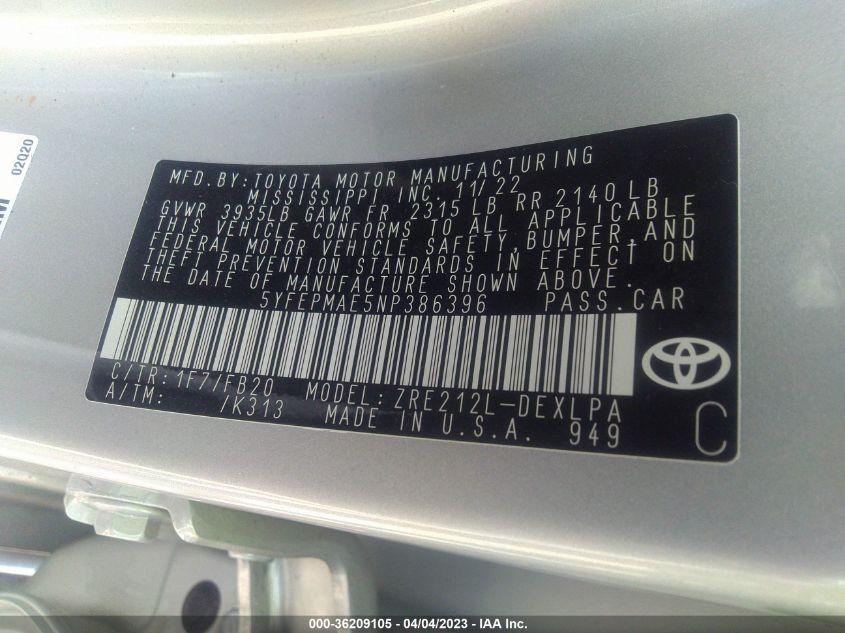 02Q20
MFD. BY: TOYOTA MOTOR MANUFACTURING
MISSISSIPPI INC. 11/22
GVWR 3935LB GAWR FR 2315 LB RR 2140 LB
THIS VEHICLE CONFORMS TO ALL APPLICABLE
FEDERAL MOTOR VEHICLE SAFETY, BUMPER, AND
THEFT PREVENTION STANDARDS IN EFFECT ON
THE DATE OF MANUFACTURE SHOWN ABOVE.
5YFEPMAE5NP386396 PASS. CAR
C/TR: 1F7/FB20 MODEL: ZRE212L-DEXLPA
A/TM: /K313 MADE IN U.S.A. 949
C
000-36209105 - 04/04/2023 - IAA Inc.